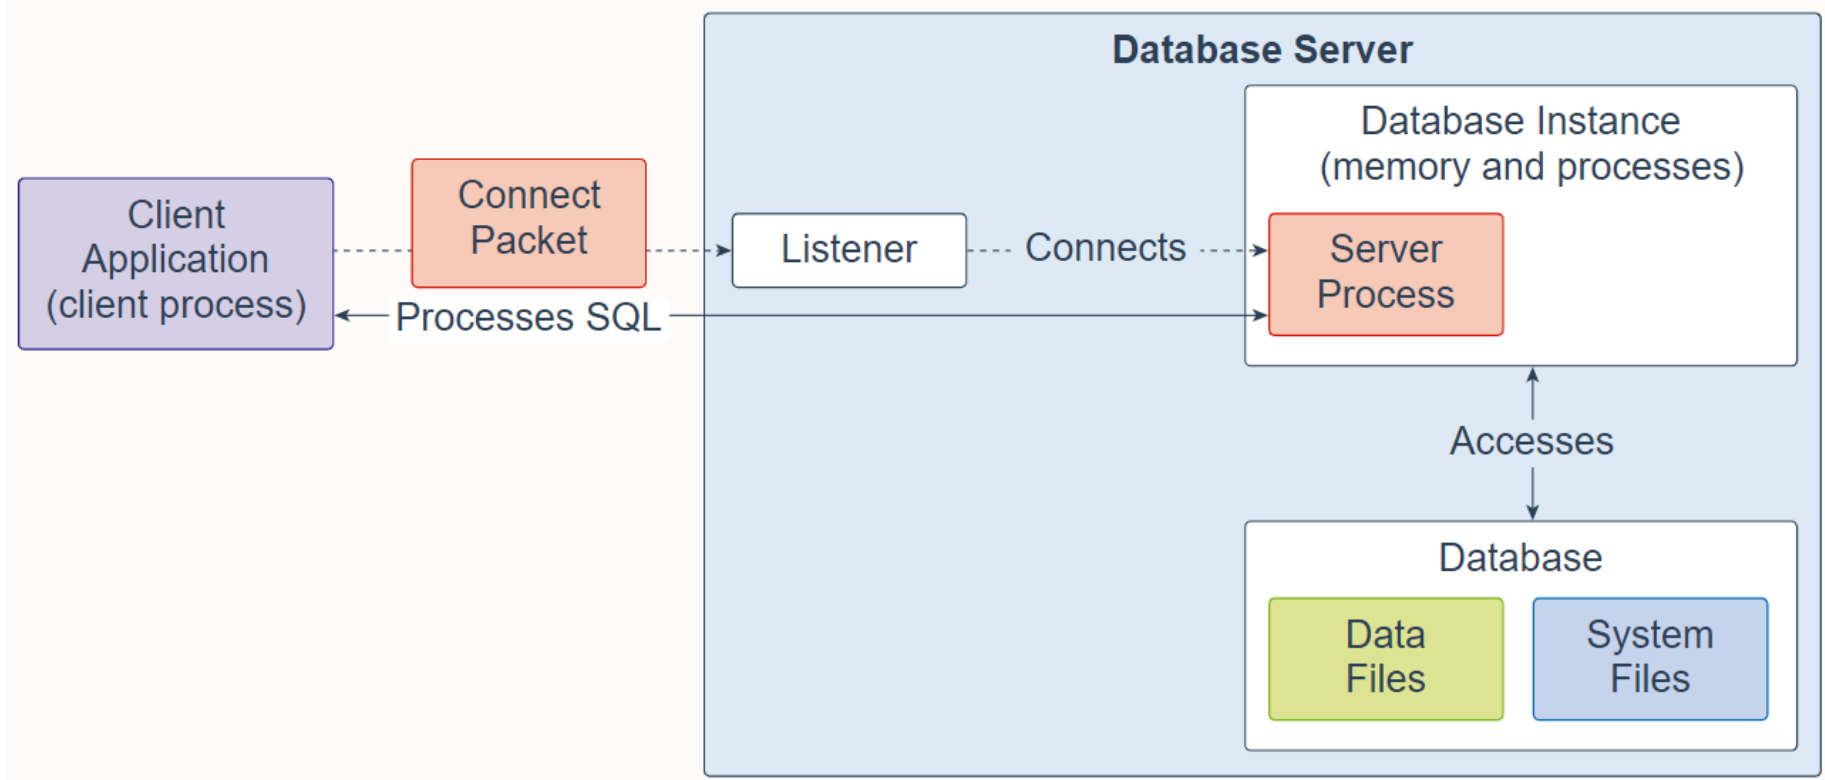 Database Server
Database Instance
(memory and processes)
Client
Application
(client process)
Connect
Packet
Listener
Connects
Server
Process
Processes SQL
Accesses
Database
Data
Files
System
Files